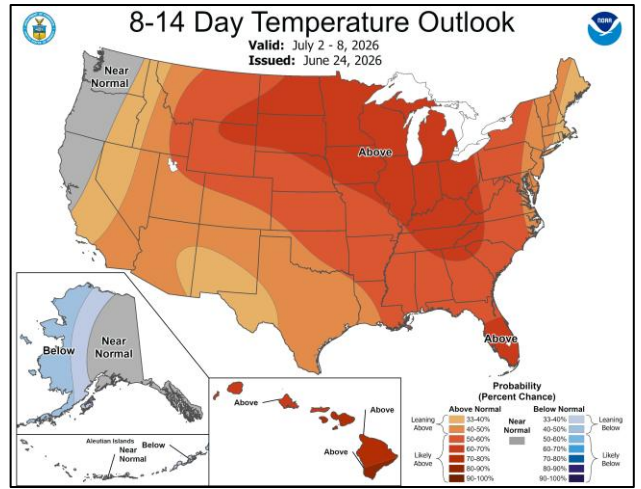 8-14 Day Temperature Outlook
Valid: July 2 - 8, 2026
Issued: June 24, 2026
NOAA
Near
Normal
Above
Above
Below
Near
Normal
Aleutian Islands
Near
Normal
Below
Above
Above
Above
Probability
(Percent Chance)
Above Normal
Below Normal
Leaning
Above
Likely
Above
33-40%
40-50%
50-60%
60-70%
70-80%
80-90%
90-100%
Near
Normal
33-40%
40-50%
50-60%
60-70%
70-80%
80-90%
90-100%
Leaning
Below
Likely
Below